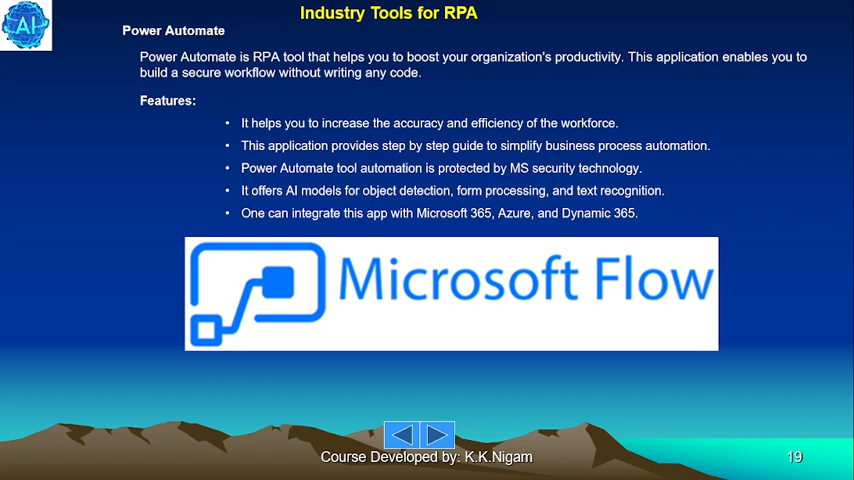 AI
Industry Tools for RPA
Power Automate
Power Automate is RPA tool that helps you to boost your organization's productivity. This application enables you to
build a secure workflow without writing any code.
Features:
• It helps you to increase the accuracy and efficiency of the workforce.
• This application provides step by step guide to simplify business process automation.
• Power Automate tool automation is protected by MS security technology.
• It offers AI models for object detection, form processing, and text recognition.
• One can integrate this app with Microsoft 365, Azure, and Dynamic 365.
Microsoft Flow
Course Developed by: K.K.Nigam
19